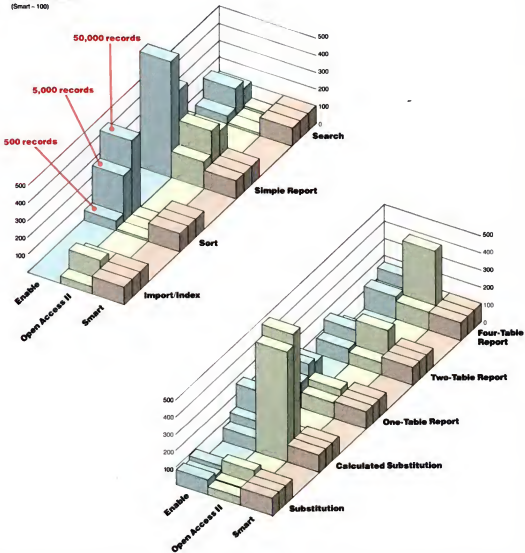 (Smart – 100)
50,000 records
5,000 records
500 records
500
400
300
200
100
0
Search
Simple Report
Sort
Import/Index
500
400
300
200
100
Enable
Open Access II
Smart
500
400
300
200
100
0
Four-Table
Report
Two-Table Report
One-Table Report
Calculated Substitution
Substitution
500
400
300
200
100
Enable
Open Access II
Smart